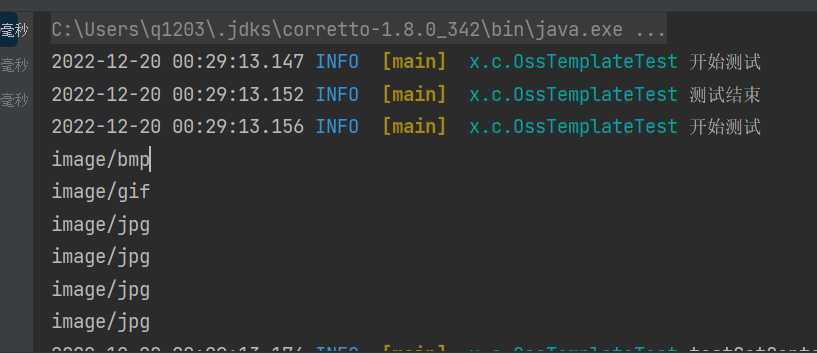 C:\Users\q1203\.jdks\corretto-1.8.0_342\bin\java.exe ...
毫秒 2022-12-20 00:29:13.147 INFO  [main]  x.c.OssTemplateTest 开始测试
毫秒 2022-12-20 00:29:13.152 INFO  [main]  x.c.OssTemplateTest 测试结束
毫秒 2022-12-20 00:29:13.156 INFO  [main]  x.c.OssTemplateTest 开始测试
image/bmp
image/gif
image/jpg
image/jpg
image/jpg
image/jpg